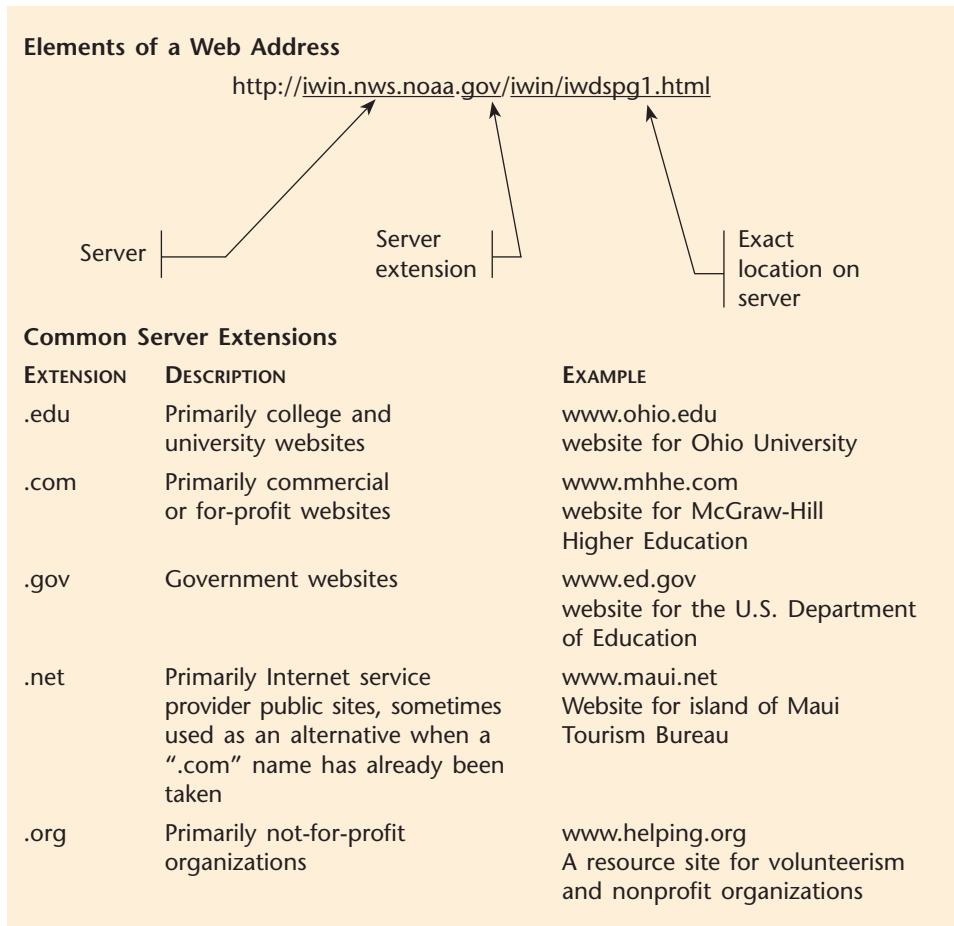 Elements of a Web Address
http://iwin.nws.noaa.gov/iwin/iwdspg1.html
Server
Server
extension
Exact
location on
server
Common Server Extensions
EXTENSION DESCRIPTION EXAMPLE
.edu Primarily college and www.ohio.edu
university websites website for Ohio University
.com Primarily commercial www.mhhe.com
or for-profit websites website for McGraw-Hill
Higher Education
.gov Government websites www.ed.gov
website for the U.S. Department
of Education
.net Primarily Internet service www.maui.net
provider public sites, sometimes Website for island of Maui
used as an alternative when a Tourism Bureau
“.com” name has already been
taken
.org Primarily not-for-profit www.helping.org
organizations A resource site for volunteerism
and nonprofit organizations